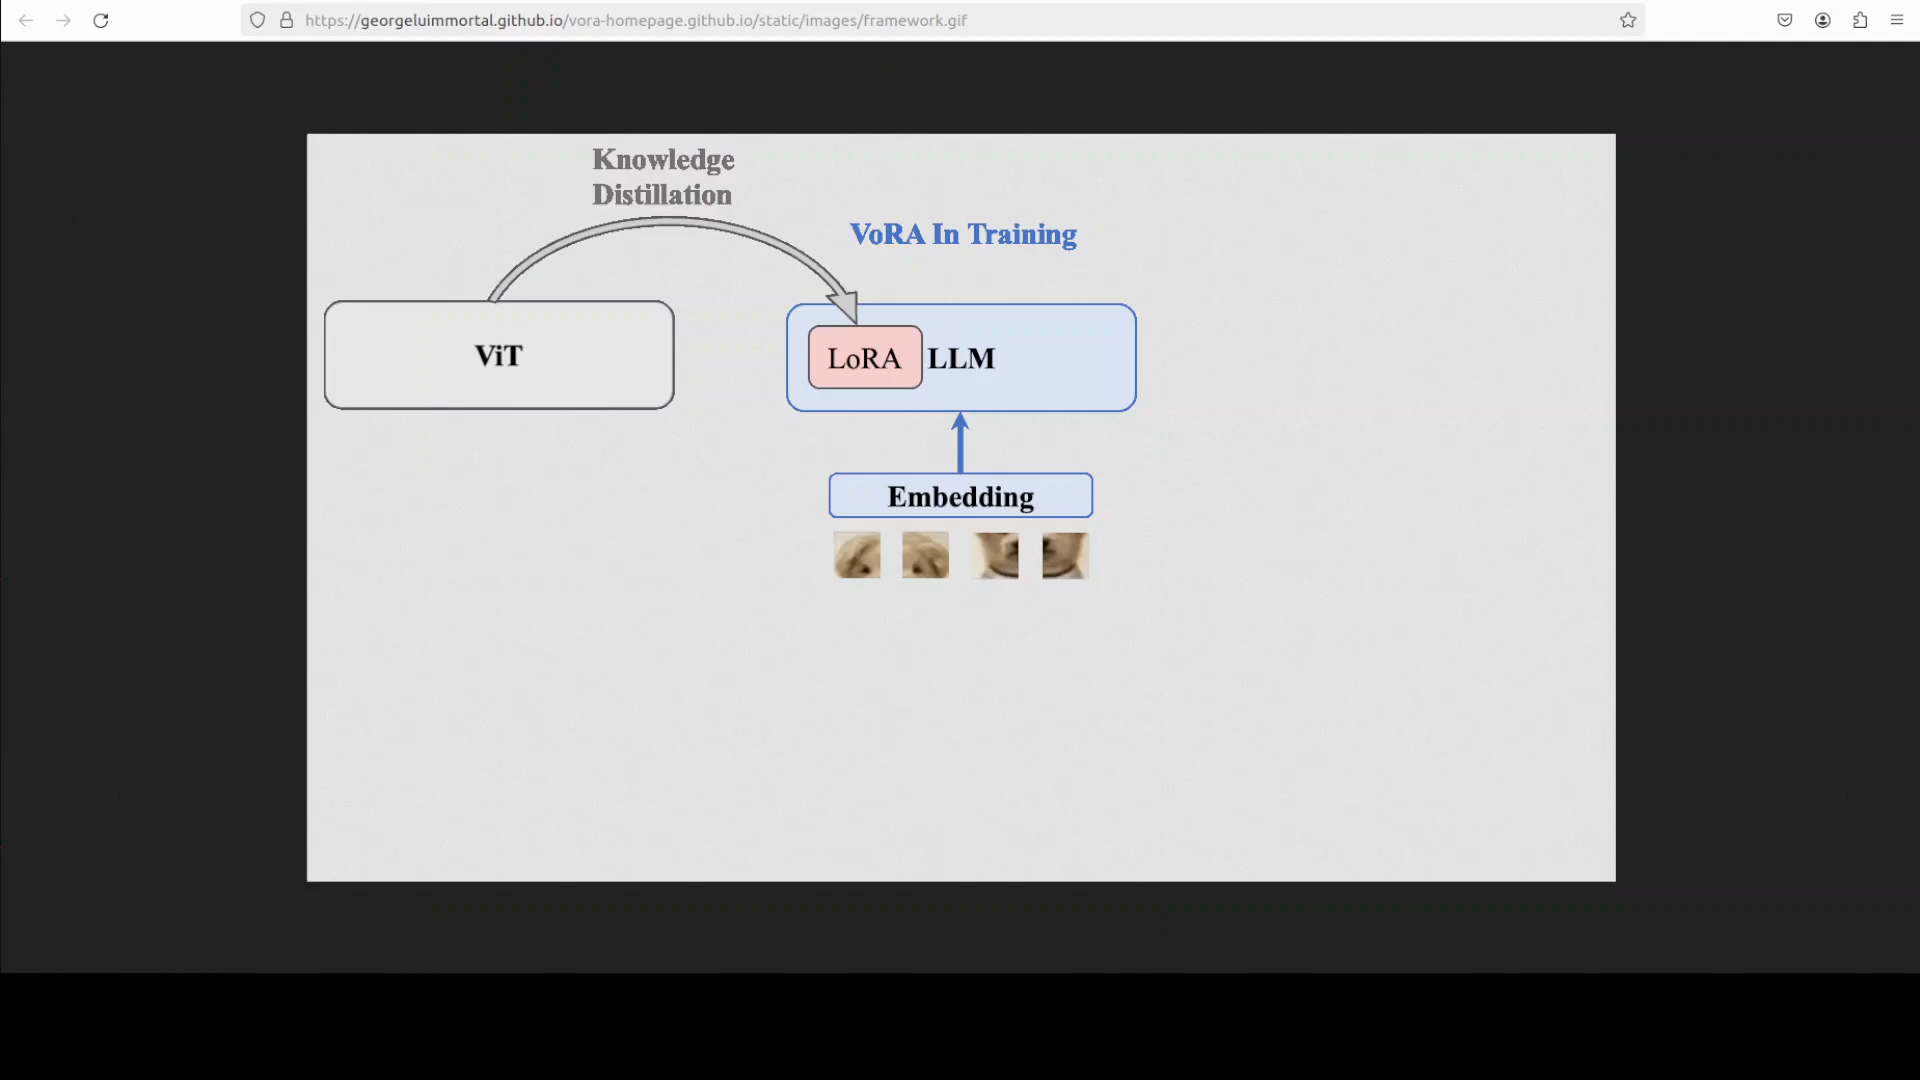 https://georgeluimmortal.github.io/vora-homepage.github.io/static/images/framework.gif
Knowledge
Distillation
VoRA In Training
ViT
LoRA LLM
Embedding